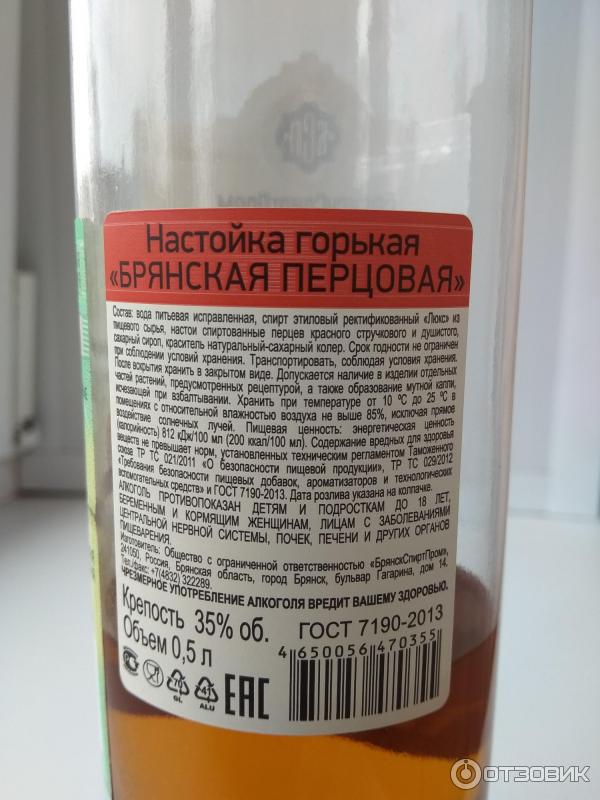 БСП
Настойка горькая
«БРЯНСКАЯ ПЕРЦОВАЯ»
Состав: вода питьевая исправленная, спирт этиловый ректификованный «Люкс» из
пищевого сырья, настои спиртованные перцев красного стручкового и душистого,
сахарный сироп, краситель натуральный-сахарный колер. Срок годности не ограничен
при соблюдении условий хранения. Транспортировать, соблюдая условия хранения.
После вскрытия хранить в закрытом виде. Допускается наличие в изделии отдельных
частей растений, предусмотренных рецептурой, а также образование мутной капли,
исчезающей при взбалтывании. Хранить при температуре от 10 ºС до 25 ºС в
помещениях с относительной влажностью воздуха не выше 85%, исключая прямое
воздействие солнечных лучей. Пищевая ценность: энергетическая ценность
(калорийность) 812 кДж/100 мл (200 ккал/100 мл). Содержание вредных для здоровья
веществ не превышает норм, установленных техническим регламентом Таможенного
союза ТР ТС 021/2011 «О безопасности пищевой продукции», ТР ТС 029/2012
«Требования безопасности пищевых добавок, ароматизаторов и технологических
вспомогательных средств» и ГОСТ 7190-2013. Дата розлива указана на колпачке.
АЛКОГОЛЬ ПРОТИВОПОКАЗАН ДЕТЯМ И ПОДРОСТКАМ ДО 18 ЛЕТ,
БЕРЕМЕННЫМ И КОРМЯЩИМ ЖЕНЩИНАМ, ЛИЦАМ С ЗАБОЛЕВАНИЯМИ
ЦЕНТРАЛЬНОЙ НЕРВНОЙ СИСТЕМЫ, ПОЧЕК, ПЕЧЕНИ И ДРУГИХ ОРГАНОВ
ПИЩЕВАРЕНИЯ.
Изготовитель: Общество с ограниченной ответственностью «БрянскСпиртПром»,
241050, Россия, Брянская область, город Брянск, бульвар Гагарина, дом 14.
Тел./факс: +7(4832) 322289.
ЧРЕЗМЕРНОЕ УПОТРЕБЛЕНИЕ АЛКОГОЛЯ ВРЕДИТ ВАШЕМУ ЗДОРОВЬЮ.
Крепость 35% об. ГОСТ 7190-2013
Объем 0,5 л
4 650056 470355
70 GL
41 ALU
EAC
ОТЗОВИК